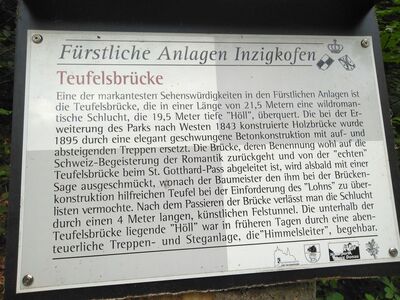 Fürstliche Anlagen Inzigkofen
Teufelsbrücke
Eine der markantesten Sehenswürdigkeiten in den Fürstlichen Anlagen ist
die Teufelsbrücke, die in einer Länge von 21,5 Metern eine wildroman-
tische Schlucht, die 19,5 Meter tiefe "Höll", überquert. Die bei der Er-
weiterung des Parks nach Westen 1843 konstruierte Holzbrücke wurde
1895 durch eine elegant geschwungene Betonkonstruktion mit auf- und
absteigenden Treppen ersetzt. Die Brücke, deren Benennung wohl auf die
Schweiz-Begeisterung der Romantik zurückgeht und von der "echten"
Teufelsbrücke beim St. Gotthard-Pass abgeleitet ist, wird alsbald mit einer
Sage ausgeschmückt, wonach der Baumeister den ihm bei der Brücken-
konstruktion hilfreichen Teufel bei der Einforderung des "Lohns" zu über-
listen vermochte. Nach dem Passieren der Brücke verlässt man die Schlucht
durch einen 4 Meter langen, künstlichen Felstunnel. Die unterhalb der
Teufelsbrücke liegende "Höll" war in früheren Tagen durch eine aben-
teuerliche Treppen- und Steganlage, die"Himmelsleiter", begehbar.